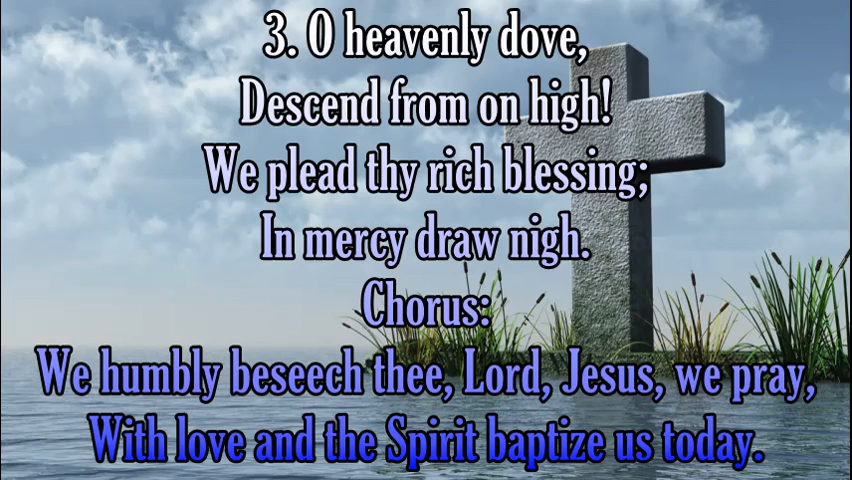 3. O heavenly dove,
Descend from on high!
We plead thy rich blessing;
In mercy draw nigh.
Chorus:
We humbly beseech thee, Lord, Jesus, we pray,
With love and the Spirit baptize us today.